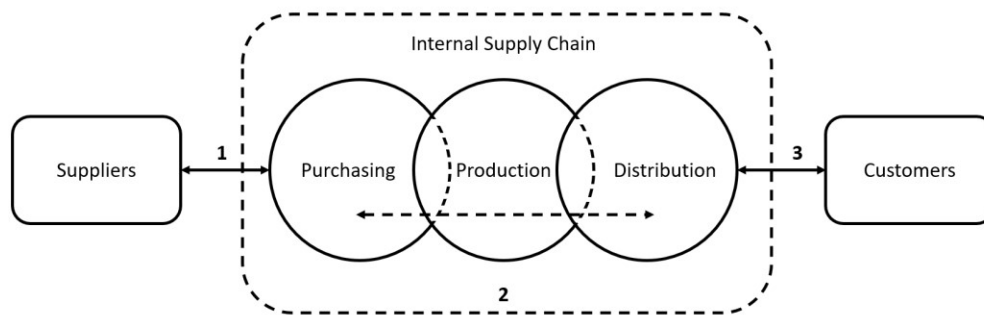 Internal Supply Chain
Suppliers
1
Purchasing
Production
Distribution
3
Customers
2